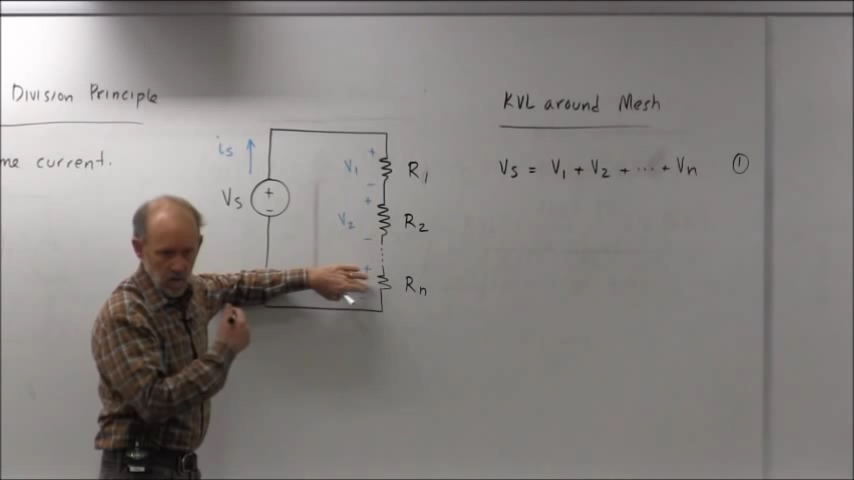 Division Principle
me current.
is
Vs
+
-
+
V1
-
R1
+
V2
-
R2
+
Rn
KVL around Mesh
Vs = V1 + V2 + ... + Vn ①